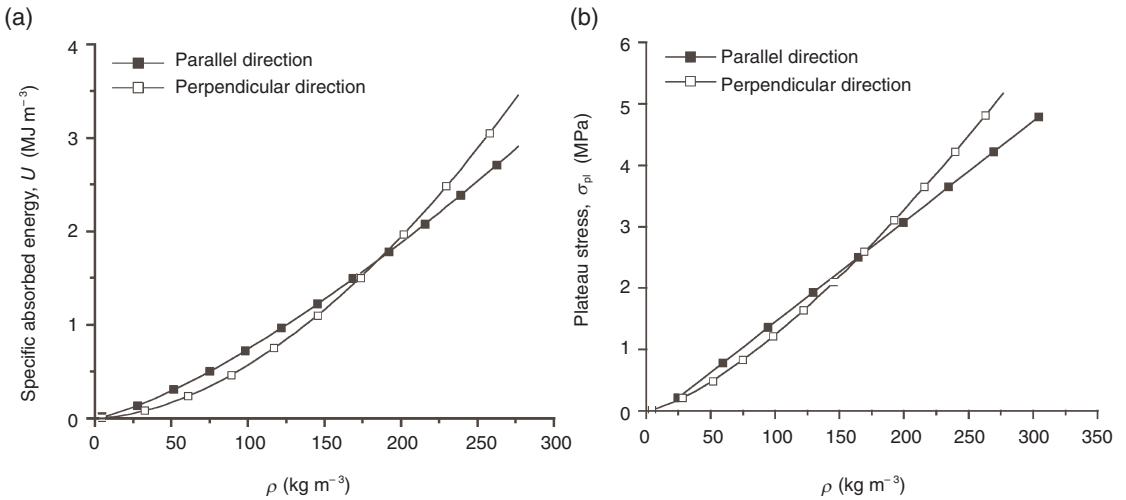 (a)
4
3
2
1
0
0
50
100
150
200
250
300
Specific absorbed energy, U (MJ m⁻³)
Parallel direction
Perpendicular direction
ρ (kg m⁻³)
(b)
6
5
4
3
2
1
0
0
50
100
150
200
250
300
350
Plateau stress, σₚₗ (MPa)
Parallel direction
Perpendicular direction
ρ (kg m⁻³)